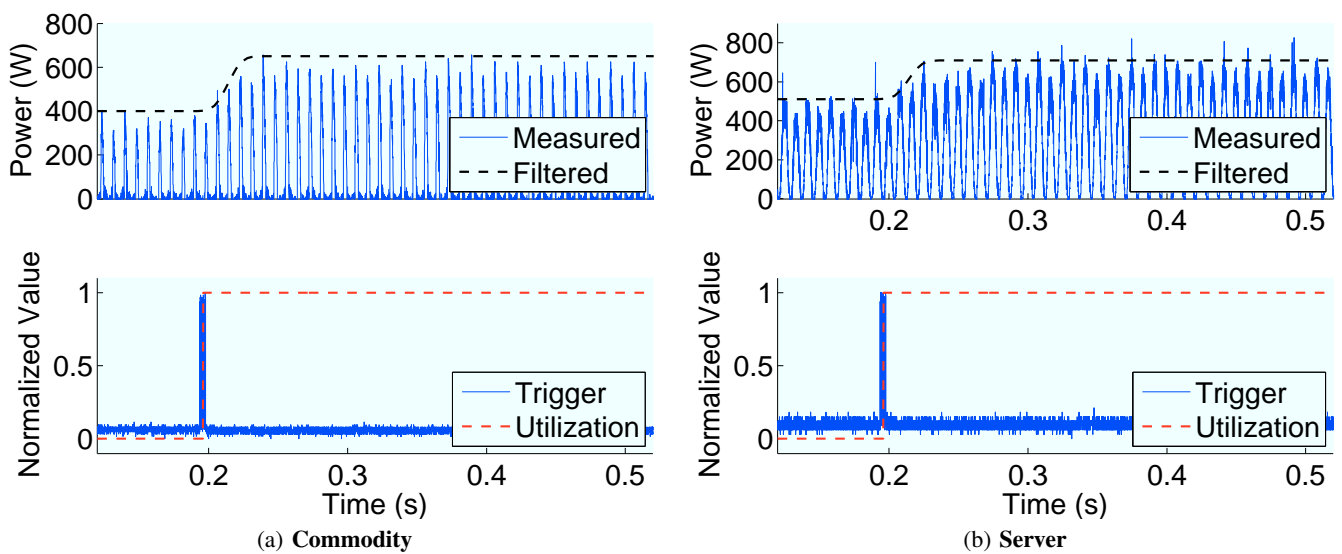 Power (W)
800
600
400
200
0
Measured
Filtered
Normalized Value
1
0.5
0
Trigger
Utilization
0.2
0.3
0.4
0.5
Time (s)
(a) Commodity
Power (W)
800
600
400
200
0
Measured
Filtered
0.2
0.3
0.4
0.5
Normalized Value
1
0.5
0
Trigger
Utilization
0.2
0.3
0.4
0.5
Time (s)
(b) Server